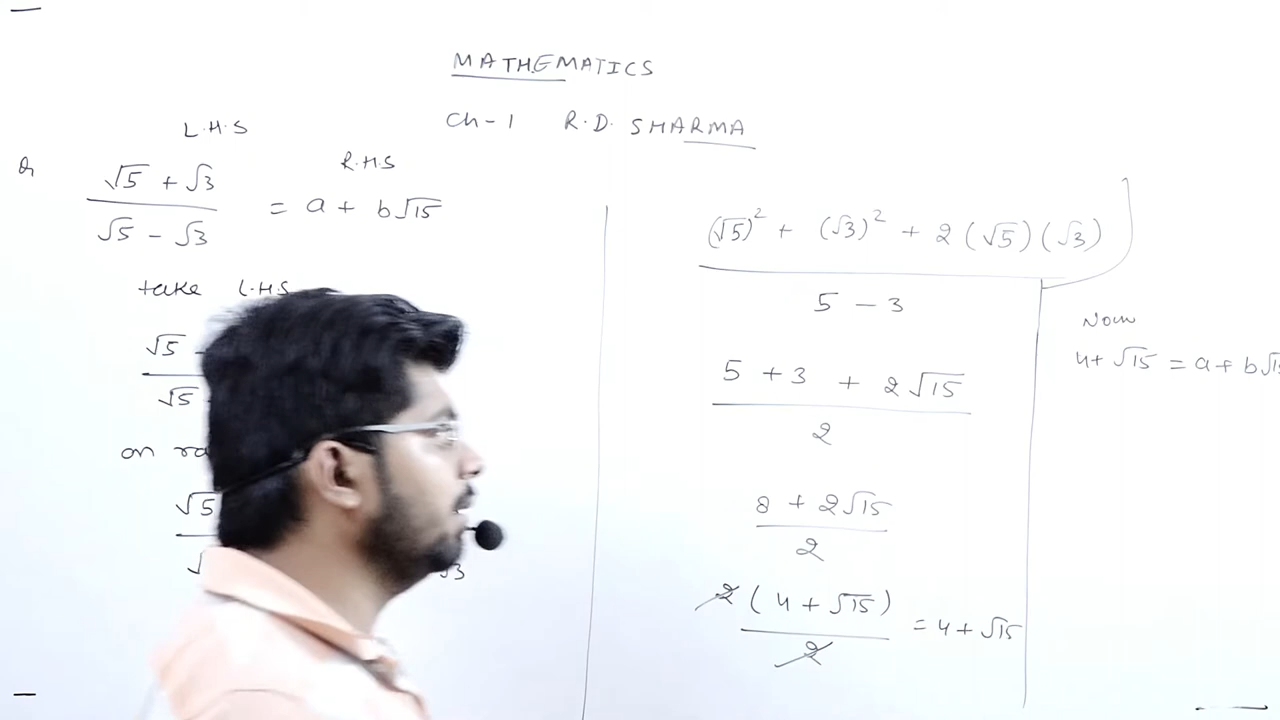 MATHEMATICS
Ch-1 R.D. SHARMA
L.H.S
R.H.S
Q √5 + √3 / √5 - √3 = a + b√15
take L.H.S
√5
√5
on
√5
√3
(√5)² + (√3)² + 2(√5)(√3)
5 - 3
5 + 3 + 2√15
2
8 + 2√15
2
2(4 + √15)
2
= 4 + √15
Now
4 + √15 = a + b√15